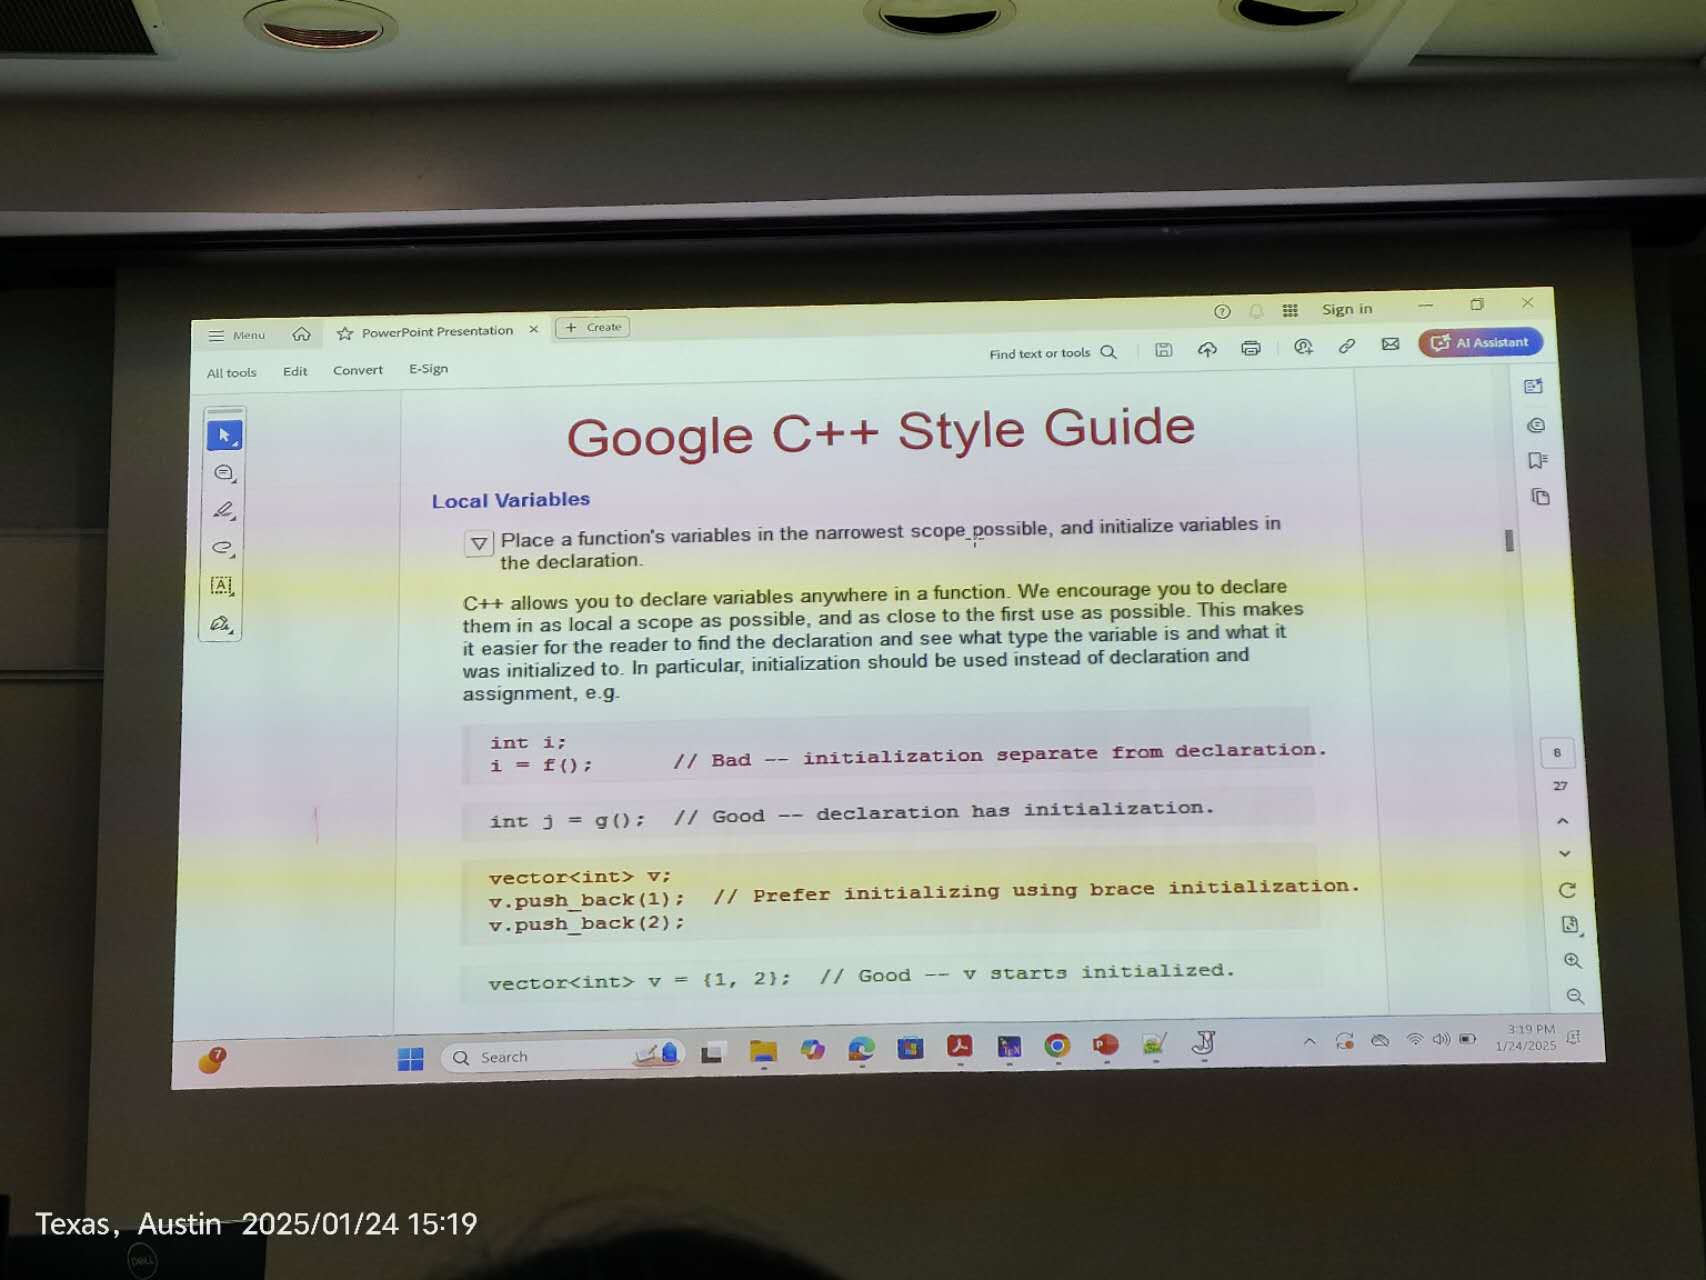 Menu
PowerPoint Presentation
Create
Sign in
All tools
Edit
Convert
E-Sign
Find text or tools
AI Assistant
Google C++ Style Guide
Local Variables
Place a function's variables in the narrowest scope possible, and initialize variables in
the declaration.
C++ allows you to declare variables anywhere in a function. We encourage you to declare
them in as local a scope as possible, and as close to the first use as possible. This makes
it easier for the reader to find the declaration and see what type the variable is and what it
was initialized to. In particular, initialization should be used instead of declaration and
assignment, e.g.
int i;
i = f(); // Bad -- initialization separate from declaration.
int j = g(); // Good -- declaration has initialization.
vector<int> v;
v.push_back(1); // Prefer initializing using brace initialization.
v.push_back(2);
vector<int> v = {1, 2}; // Good -- v starts initialized.
8
27
7
Search
3:19 PM
1/24/2025
Texas, Austin 2025/01/24 15:19
DELL